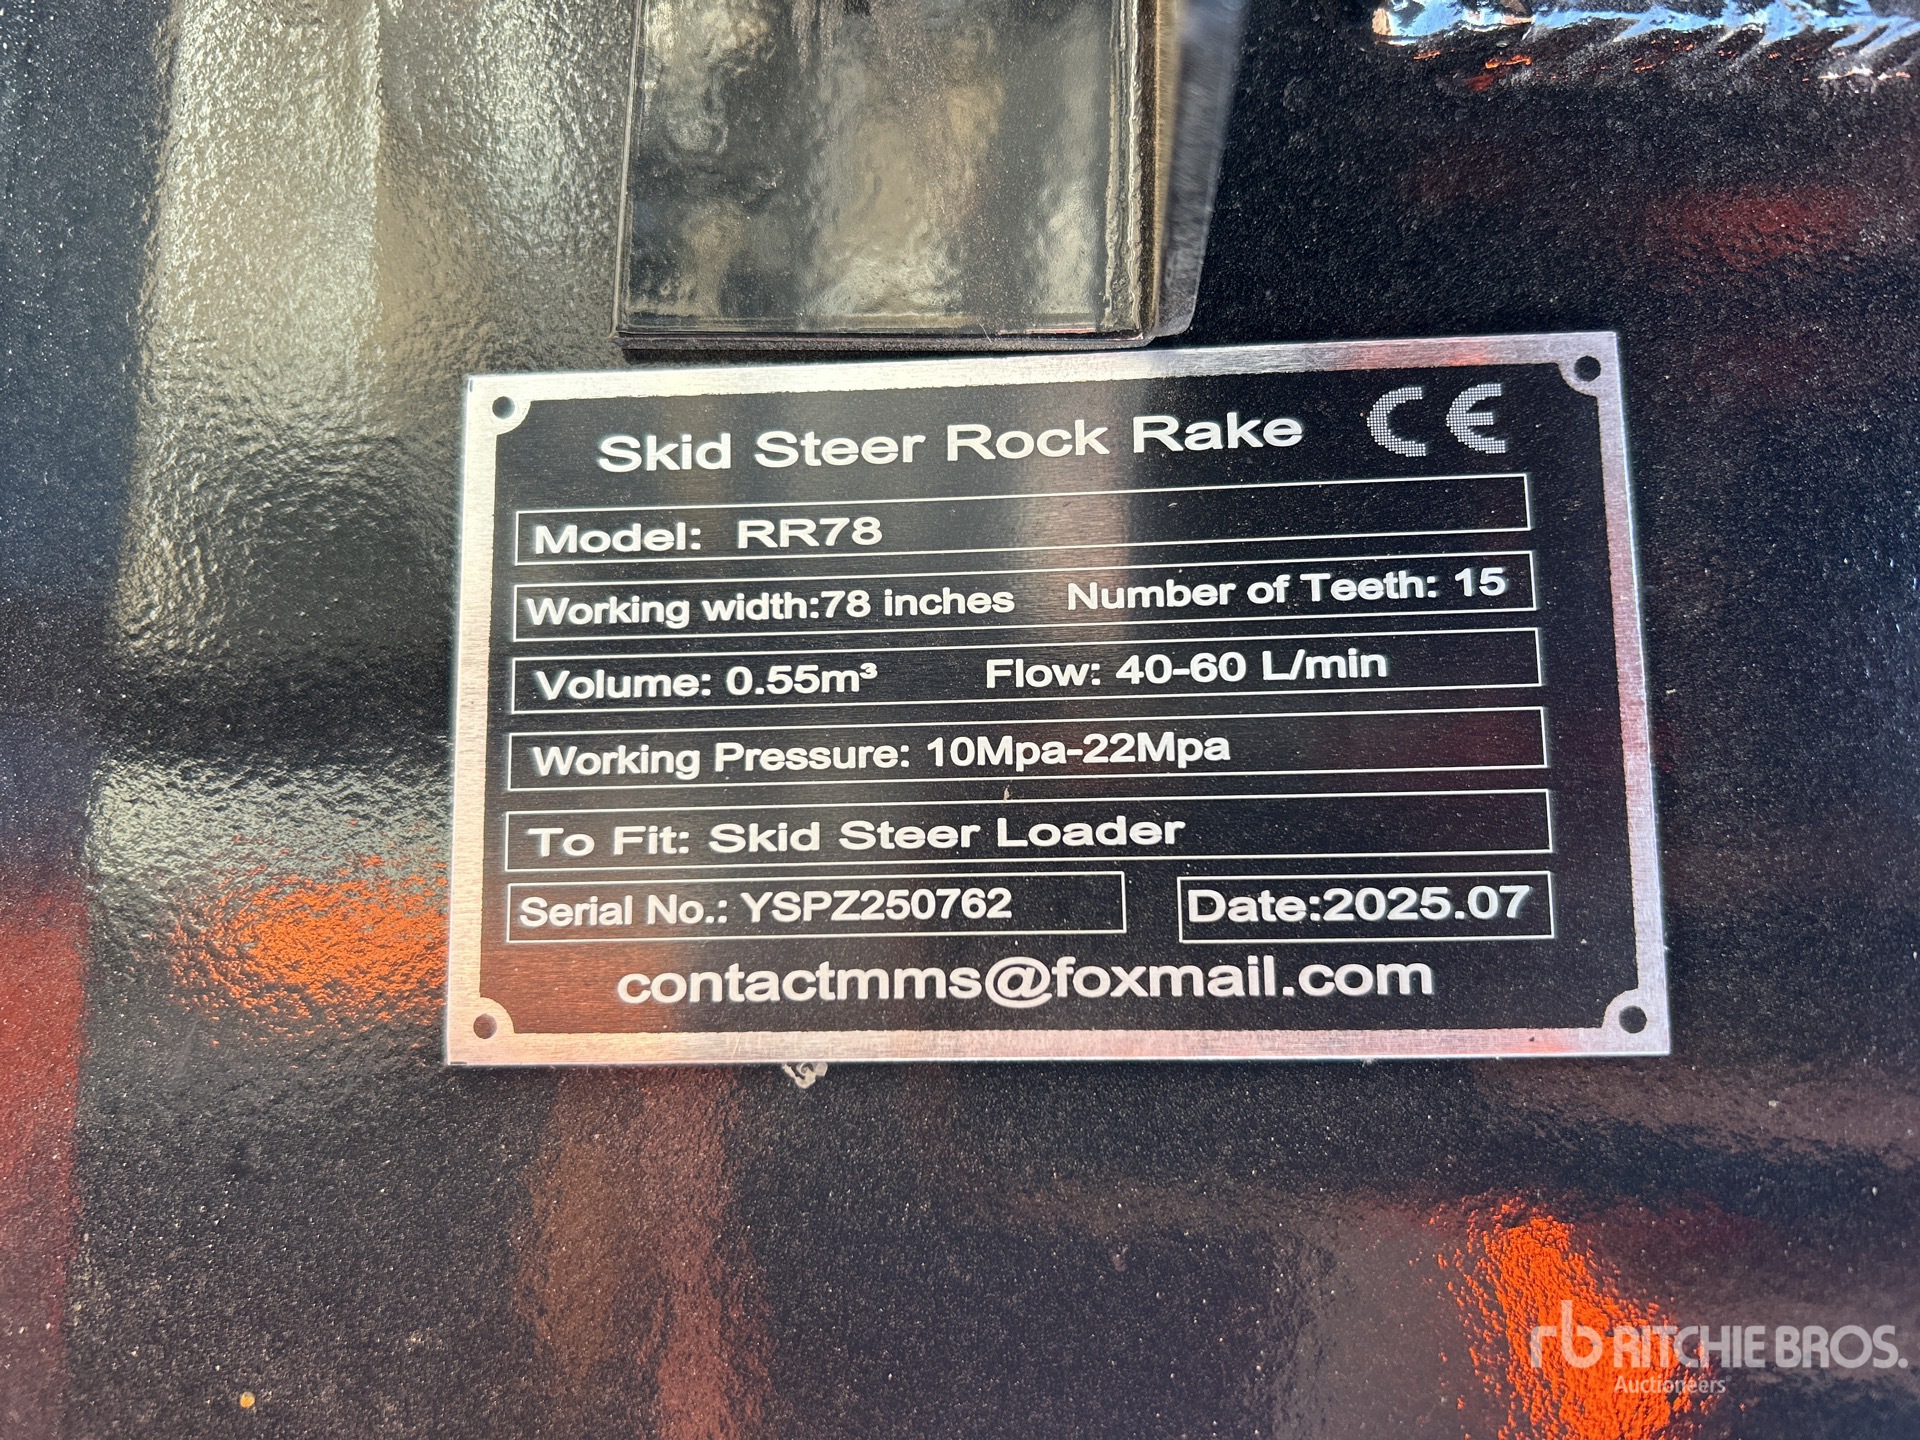 Skid Steer Rock Rake CE
Model: RR78
Working width:78 inches Number of Teeth: 15
Volume: 0.55m³ Flow: 40-60 L/min
Working Pressure: 10Mpa-22Mpa
To Fit: Skid Steer Loader
Serial No.: YSPZ250762 Date:2025.07
contactmms@foxmail.com
rb RITCHIE BROS.
Auctioneers